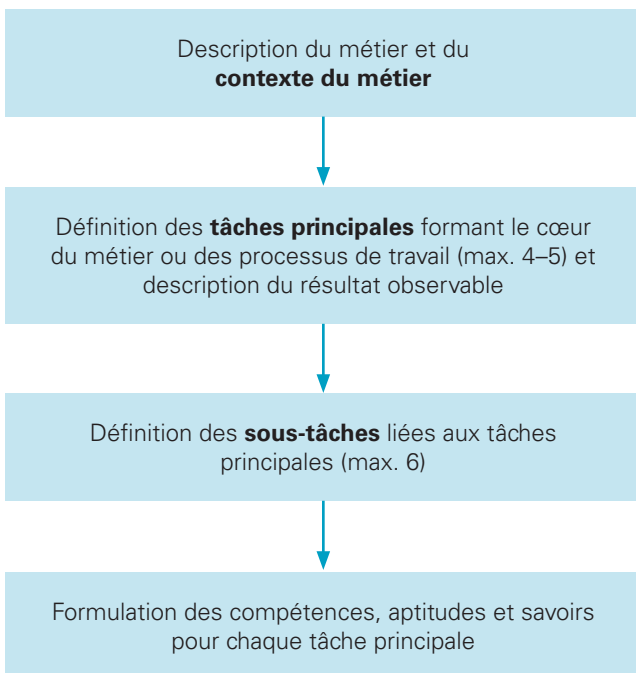 Description du métier et du
contexte du métier
Définition des tâches principales formant le cœur
du métier ou des processus de travail (max. 4–5) et
description du résultat observable
Définition des sous-tâches liées aux tâches
principales (max. 6)
Formulation des compétences, aptitudes et savoirs
pour chaque tâche principale